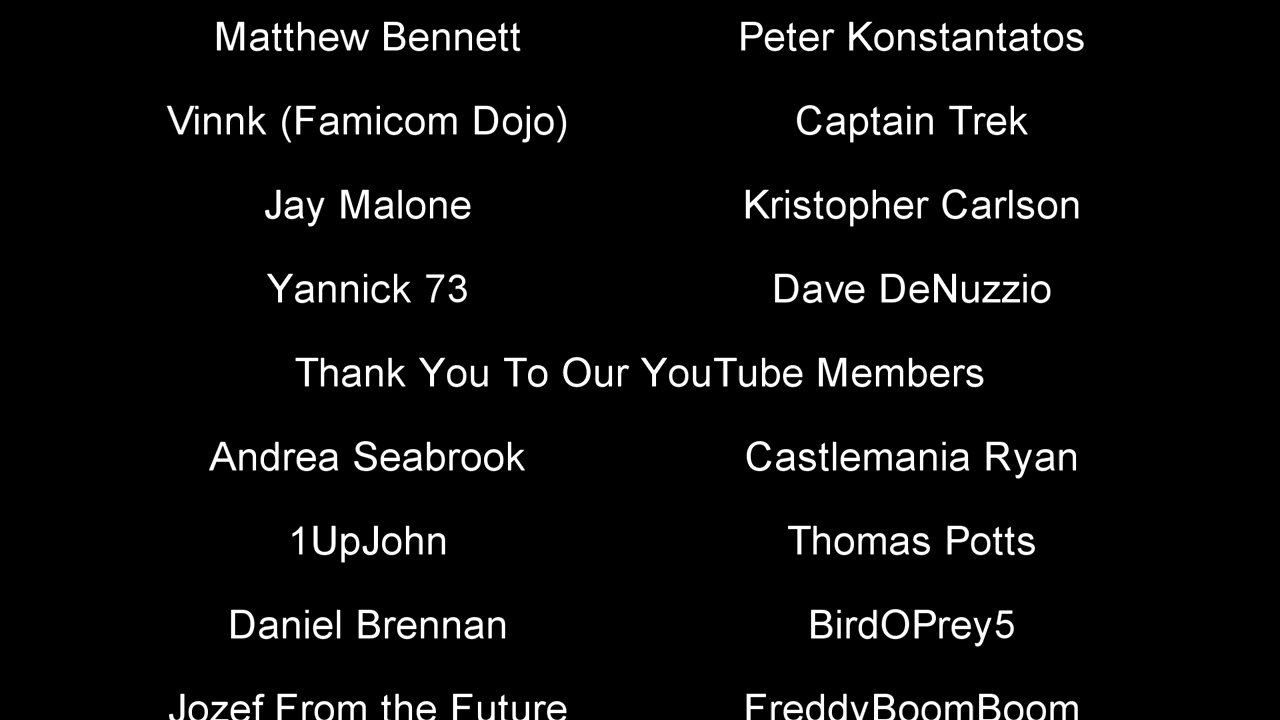 Matthew Bennett Peter Konstantatos
Vinnk (Famicom Dojo) Captain Trek
Jay Malone Kristopher Carlson
Yannick 73 Dave DeNuzzio
Thank You To Our YouTube Members
Andrea Seabrook Castlemania Ryan
1UpJohn Thomas Potts
Daniel Brennan BirdOPrey5
Jozef From the Future FreddyBoomBoom